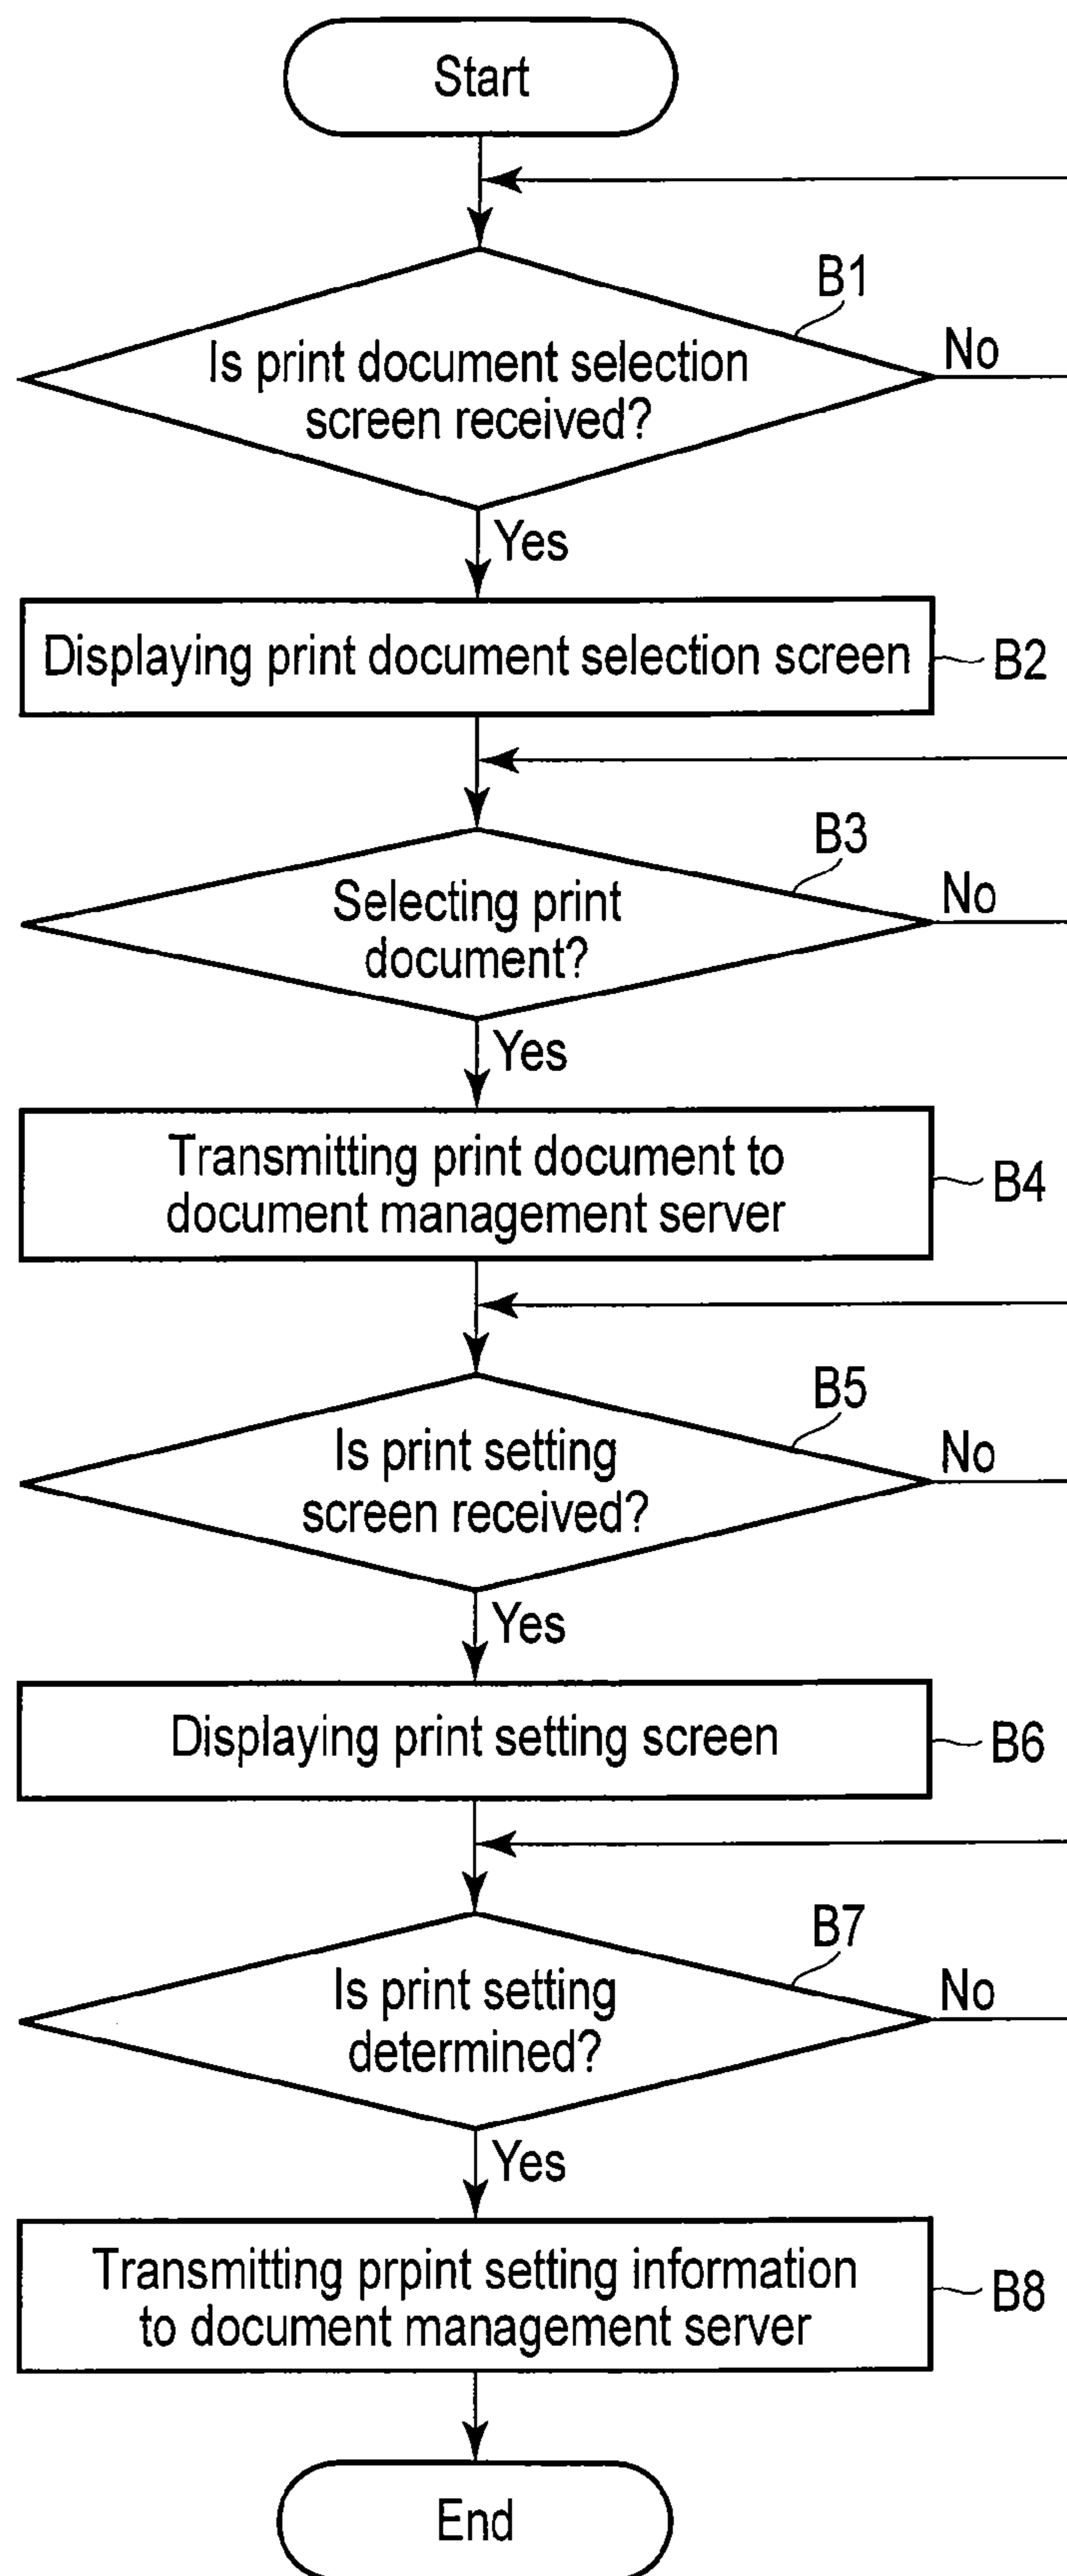 Start
B1
Is print document selection
screen received?
No
Yes
Displaying print document selection screen
B2
B3
Selecting print
document?
No
Yes
Transmitting print document to
document management server
B4
B5
Is print setting
screen received?
No
Yes
Displaying print setting screen
B6
B7
Is print setting
determined?
No
Yes
Transmitting prpint setting information
to document management server
B8
End